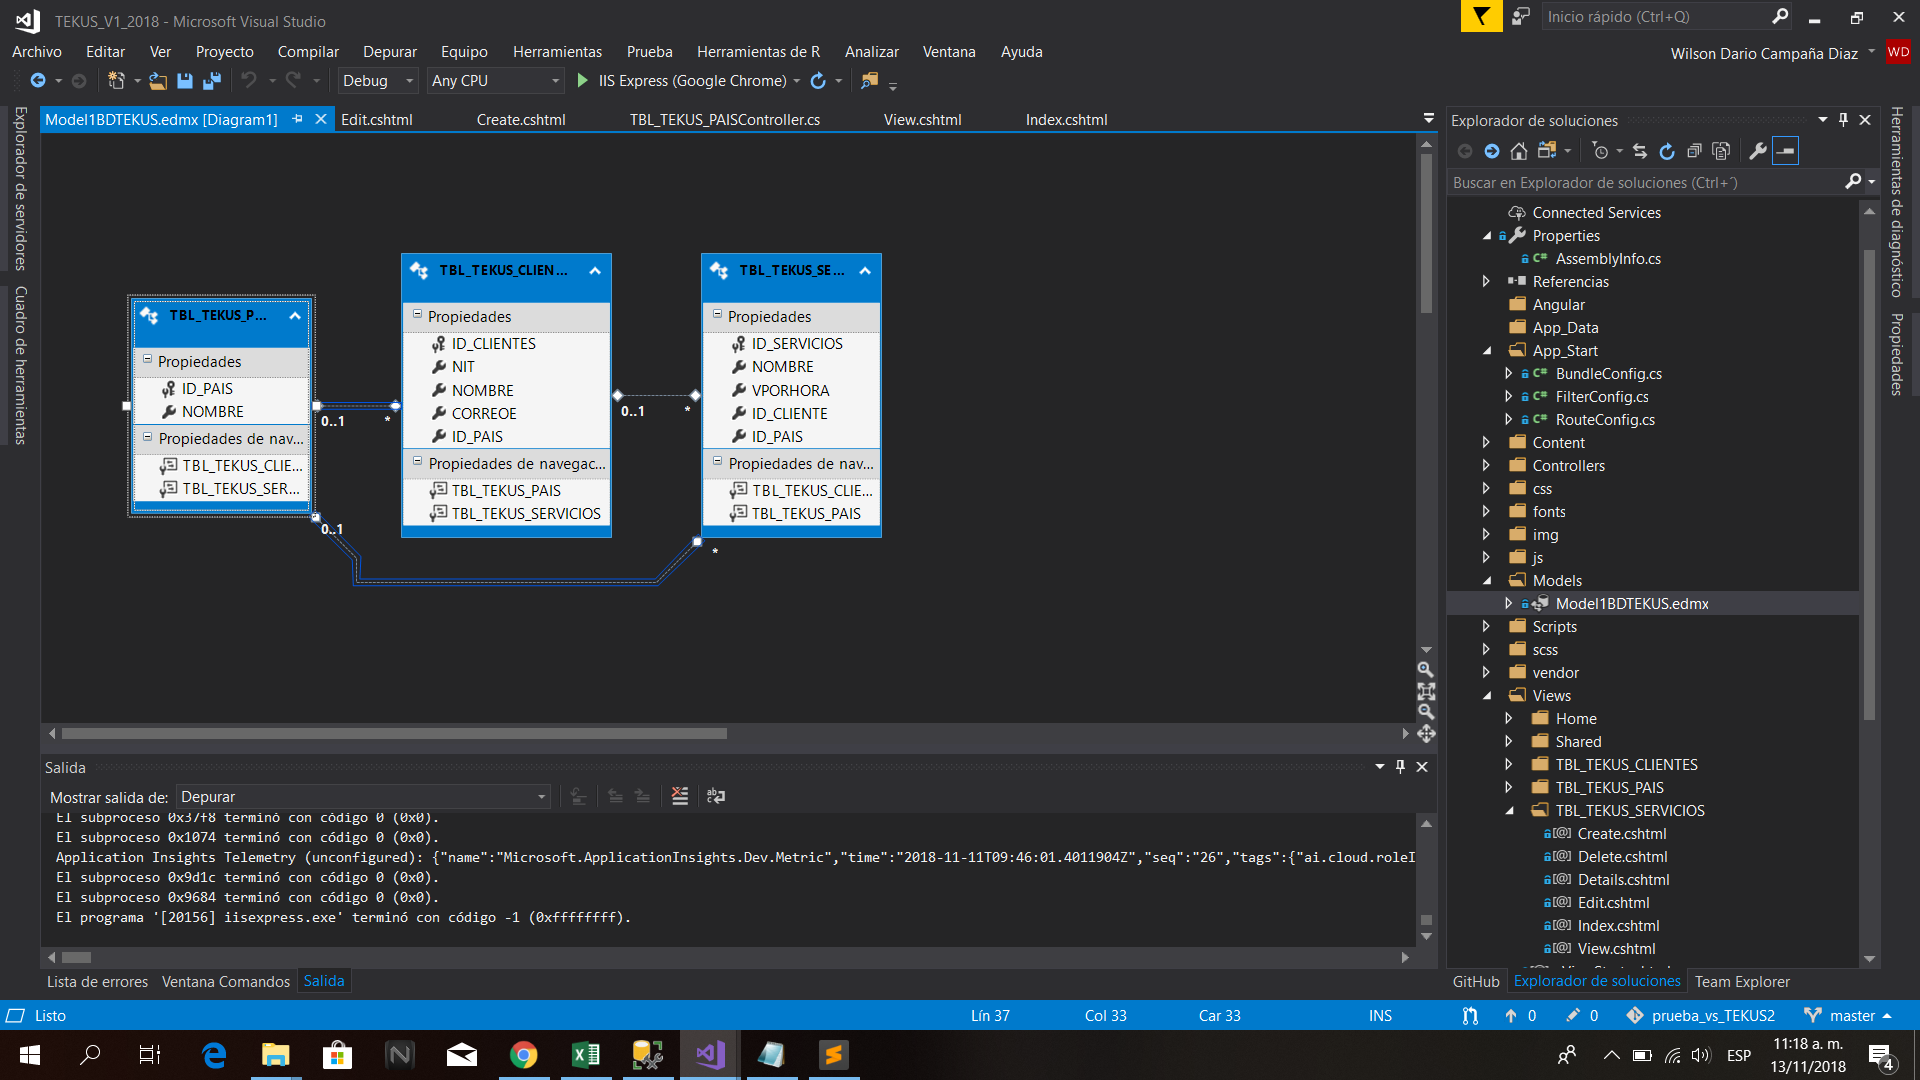 TEKUS_V1_2018 - Microsoft Visual Studio
Inicio rápido (Ctrl+Q)
Archivo Editar Ver Proyecto Compilar Depurar Equipo Herramientas Prueba Herramientas de R Analizar Ventana Ayuda
Wilson Dario Campaña Diaz WD
Debug Any CPU IIS Express (Google Chrome)
Explorador de servidores
Cuadro de herramientas
Model1BDTEKUS.edmx [Diagram1] Edit.cshtml Create.cshtml TBL_TEKUS_PAISController.cs View.cshtml Index.cshtml
TBL_TEKUS_P...
Propiedades
ID_PAIS
NOMBRE
Propiedades de nav...
TBL_TEKUS_CLIE...
TBL_TEKUS_SER...
0..1
*
0..1
*
TBL_TEKUS_CLIEN...
Propiedades
ID_CLIENTES
NIT
NOMBRE
CORREOE
ID_PAIS
Propiedades de navegac...
TBL_TEKUS_PAIS
TBL_TEKUS_SERVICIOS
0..1
*
TBL_TEKUS_SE...
Propiedades
ID_SERVICIOS
NOMBRE
VPORHORA
ID_CLIENTE
ID_PAIS
Propiedades de nav...
TBL_TEKUS_CLIE...
TBL_TEKUS_PAIS
Salida
Mostrar salida de: Depurar
El subproceso 0x37f8 terminó con código 0 (0x0).
El subproceso 0x1074 terminó con código 0 (0x0).
Application Insights Telemetry (unconfigured): {"name":"Microsoft.ApplicationInsights.Dev.Metric","time":"2018-11-11T09:46:01.4011904Z","seq":"26","tags":{"ai.cloud.roleI
El subproceso 0x9d1c terminó con código 0 (0x0).
El subproceso 0x9684 terminó con código 0 (0x0).
El programa '[20156] iisexpress.exe' terminó con código -1 (0xffffffff).
Lista de errores Ventana Comandos Salida
Explorador de soluciones
Buscar en Explorador de soluciones (Ctrl+´)
Connected Services
Properties
C# AssemblyInfo.cs
Referencias
Angular
App_Data
App_Start
C# BundleConfig.cs
C# FilterConfig.cs
C# RouteConfig.cs
Content
Controllers
css
fonts
img
js
Models
Model1BDTEKUS.edmx
Scripts
scss
vendor
Views
Home
Shared
TBL_TEKUS_CLIENTES
TBL_TEKUS_PAIS
TBL_TEKUS_SERVICIOS
[@] Create.cshtml
[@] Delete.cshtml
[@] Details.cshtml
[@] Edit.cshtml
[@] Index.cshtml
[@] View.cshtml
GitHub Explorador de soluciones Team Explorer
Herramientas de diagnóstico
Propiedades
Listo Lín 37 Col 33 Car 33 INS 0 0 prueba_vs_TEKUS2 master
ESP
11:18 a. m.
13/11/2018
4